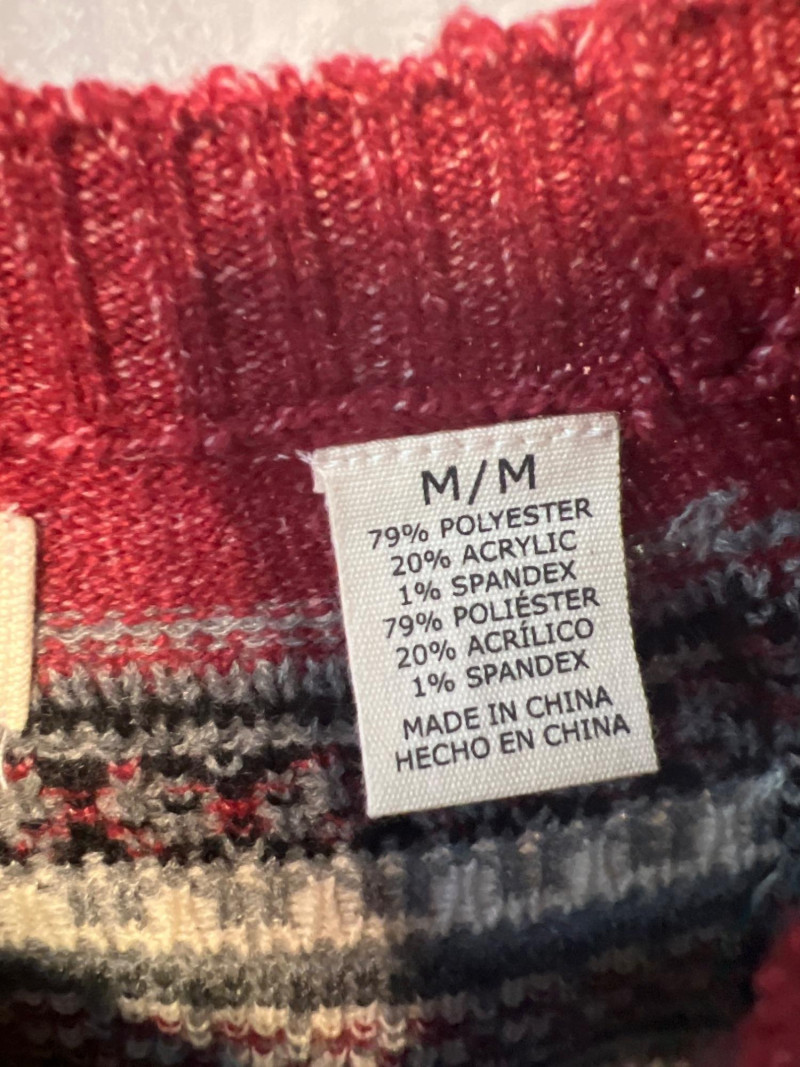 M/M
79% POLYESTER
20% ACRYLIC
1% SPANDEX
79% POLIÉSTER
20% ACRÍLICO
1% SPANDEX
MADE IN CHINA
HECHO EN CHINA